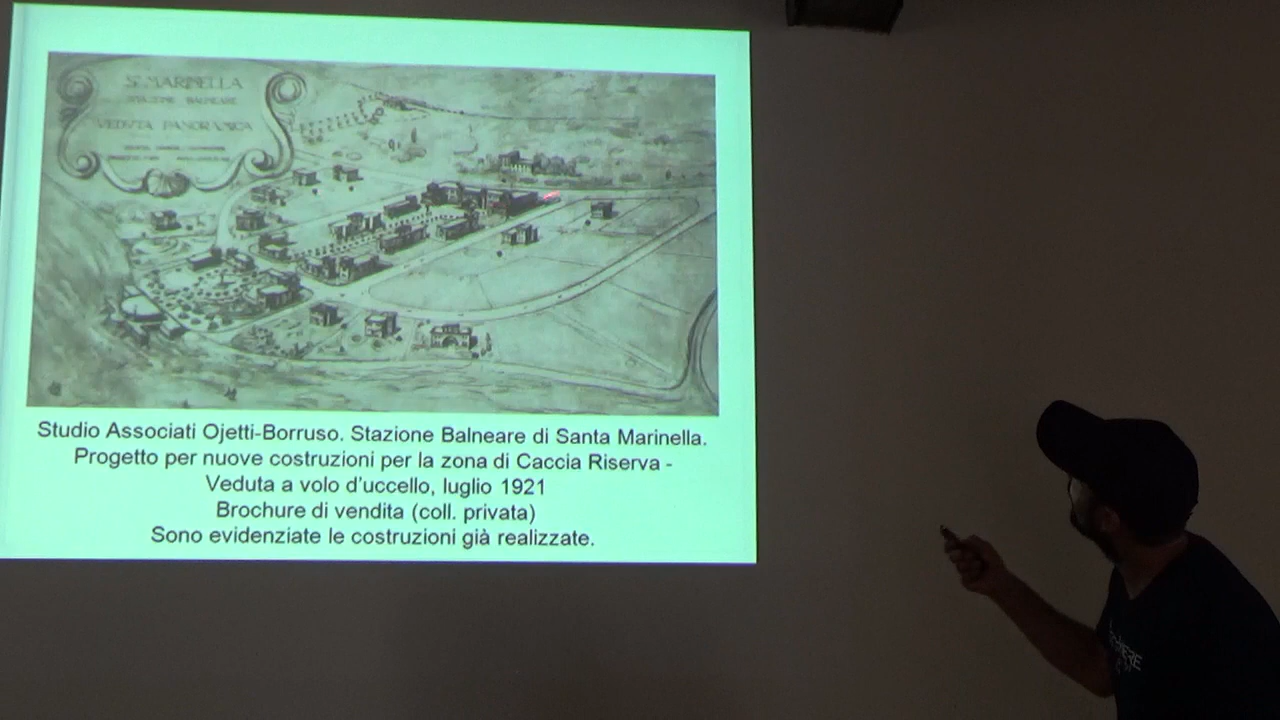 Sᵃ MARINELLA
STAZIONE BALNEARE
VEDUTA PANORAMICA
Studio Associati Ojetti-Borruso. Stazione Balneare di Santa Marinella.
Progetto per nuove costruzioni per la zona di Caccia Riserva -
Veduta a volo d'uccello, luglio 1921
Brochure di vendita (coll. privata)
Sono evidenziate le costruzioni già realizzate.